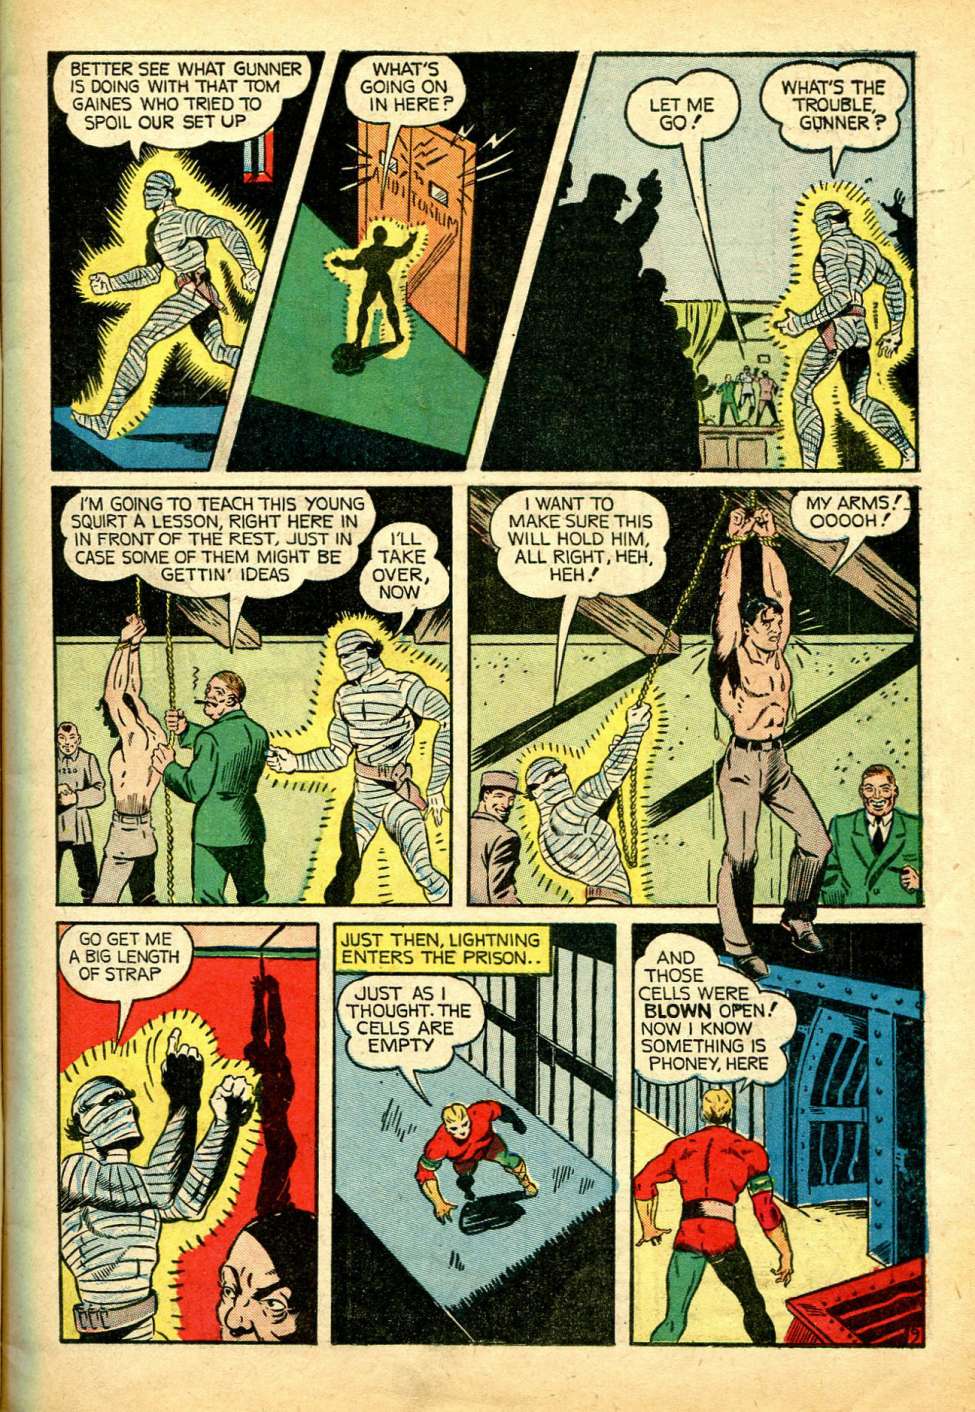 BETTER SEE WHAT GUNNER
IS DOING WITH THAT TOM
GAINES WHO TRIED TO
SPOIL OUR SET UP
WHAT'S
GOING ON
IN HERE?
AUDITORIUM
LET ME
GO!
WHAT'S THE
TROUBLE,
GUNNER?
I'M GOING TO TEACH THIS YOUNG
SQUIRT A LESSON, RIGHT HERE IN
IN FRONT OF THE REST, JUST IN
CASE SOME OF THEM MIGHT BE
GETTIN' IDEAS
I'LL
TAKE
OVER,
NOW
I WANT TO
MAKE SURE THIS
WILL HOLD HIM,
ALL RIGHT, HEH,
HEH!
MY ARMS!
OOOOH!
GO GET ME
A BIG LENGTH
OF STRAP
JUST THEN, LIGHTNING
ENTERS THE PRISON..
JUST AS I
THOUGHT. THE
CELLS ARE
EMPTY
AND
THOSE
CELLS WERE
BLOWN OPEN!
NOW I KNOW
SOMETHING IS
PHONEY, HERE
9